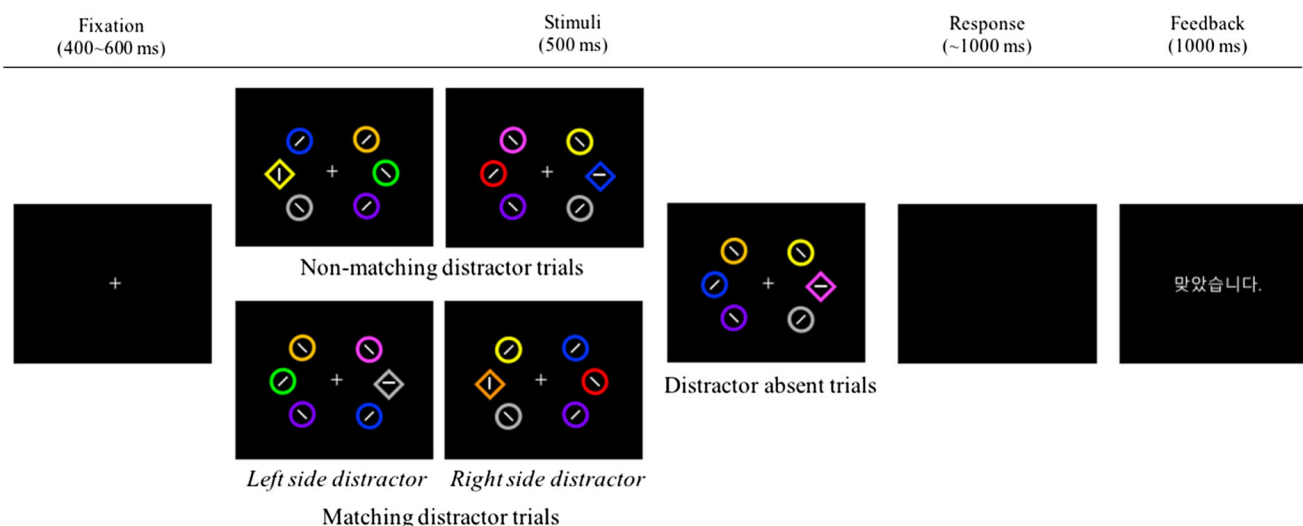 Fixation
(400~600 ms)
Stimuli
(500 ms)
Response
(~1000 ms)
Feedback
(1000 ms)
Non-matching distractor trials
맞았습니다.
Distractor absent trials
Left side distractor
Right side distractor
Matching distractor trials